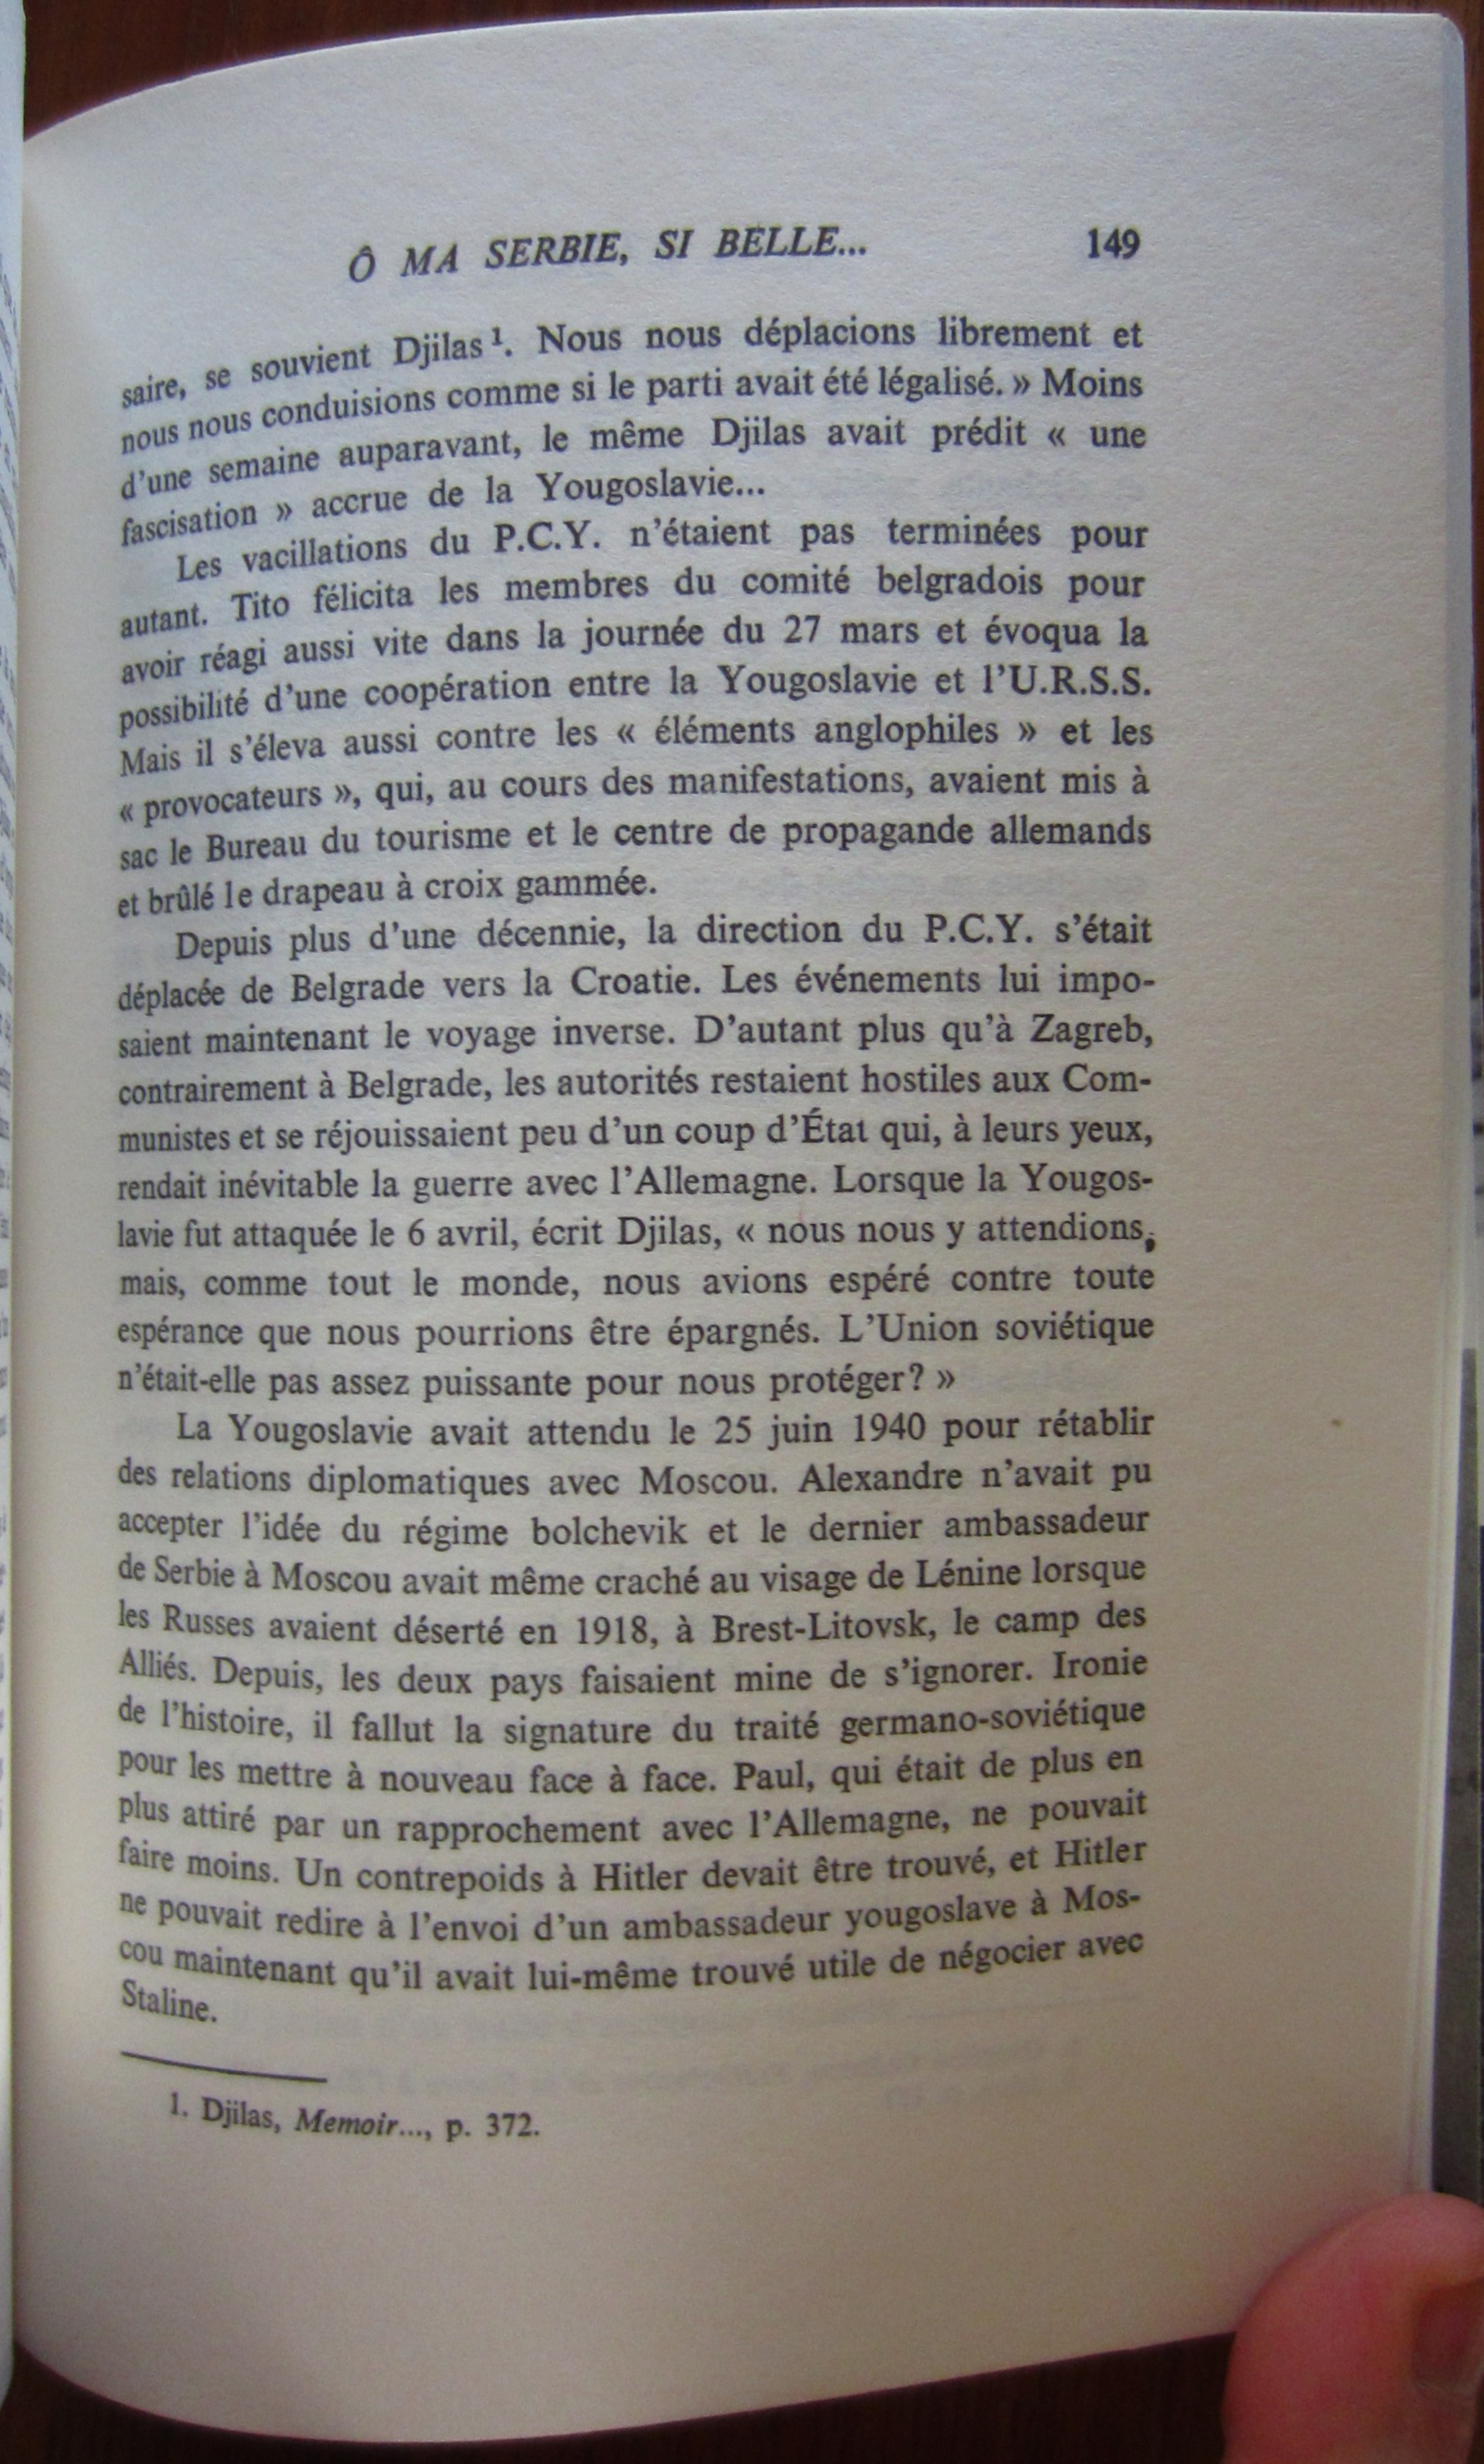 Ô MA SERBIE, SI BELLE... 149
saire, se souvient Djilas ¹. Nous nous déplacions librement et
nous nous conduisions comme si le parti avait été légalisé. » Moins
d'une semaine auparavant, le même Djilas avait prédit « une
fascisation » accrue de la Yougoslavie...
Les vacillations du P.C.Y. n'étaient pas terminées pour
autant. Tito félicita les membres du comité belgradois pour
avoir réagi aussi vite dans la journée du 27 mars et évoqua la
possibilité d'une coopération entre la Yougoslavie et l'U.R.S.S.
Mais il s'éleva aussi contre les « éléments anglophiles » et les
« provocateurs », qui, au cours des manifestations, avaient mis à
sac le Bureau du tourisme et le centre de propagande allemands
et brûlé le drapeau à croix gammée.
Depuis plus d'une décennie, la direction du P.C.Y. s'était
déplacée de Belgrade vers la Croatie. Les événements lui impo-
saient maintenant le voyage inverse. D'autant plus qu'à Zagreb,
contrairement à Belgrade, les autorités restaient hostiles aux Com-
munistes et se réjouissaient peu d'un coup d'État qui, à leurs yeux,
rendait inévitable la guerre avec l'Allemagne. Lorsque la Yougos-
lavie fut attaquée le 6 avril, écrit Djilas, « nous nous y attendions,
mais, comme tout le monde, nous avions espéré contre toute
espérance que nous pourrions être épargnés. L'Union soviétique
n'était-elle pas assez puissante pour nous protéger? »
La Yougoslavie avait attendu le 25 juin 1940 pour rétablir
des relations diplomatiques avec Moscou. Alexandre n'avait pu
accepter l'idée du régime bolchevik et le dernier ambassadeur
de Serbie à Moscou avait même craché au visage de Lénine lorsque
les Russes avaient déserté en 1918, à Brest-Litovsk, le camp des
Alliés. Depuis, les deux pays faisaient mine de s'ignorer. Ironie
de l'histoire, il fallut la signature du traité germano-soviétique
pour les mettre à nouveau face à face. Paul, qui était de plus en
plus attiré par un rapprochement avec l'Allemagne, ne pouvait
faire moins. Un contrepoids à Hitler devait être trouvé, et Hitler
ne pouvait redire à l'envoi d'un ambassadeur yougoslave à Mos-
cou maintenant qu'il avait lui-même trouvé utile de négocier avec
Staline.
1. Djilas, Memoir..., p. 372.